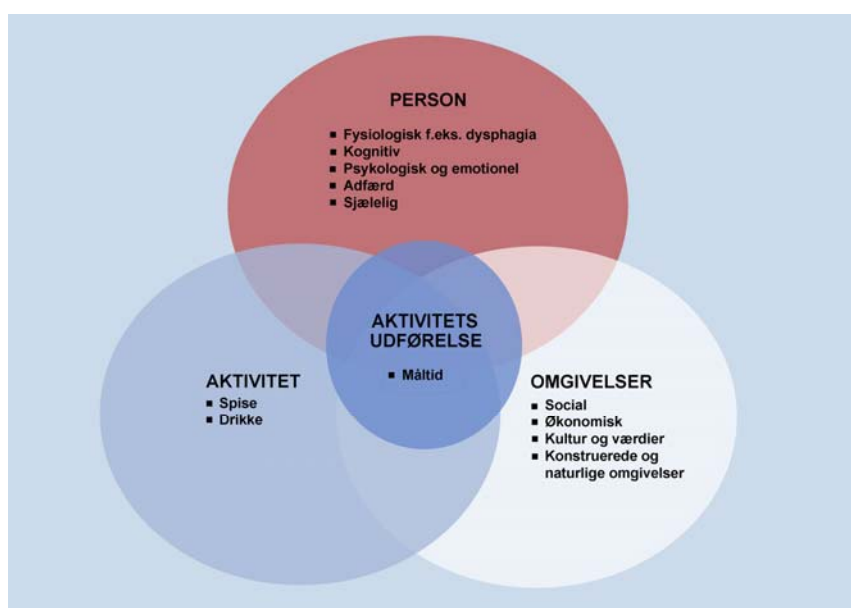 PERSON
▪ Fysiologisk f.eks. dysphagia
▪ Kognitiv
▪ Psykologisk og emotionel
▪ Adfærd
▪ Sjælelig
AKTIVITETS
UDFØRELSE
▪ Måltid
AKTIVITET
▪ Spise
▪ Drikke
OMGIVELSER
▪ Social
▪ Økonomisk
▪ Kultur og værdier
▪ Konstruerede og
naturlige omgivelser